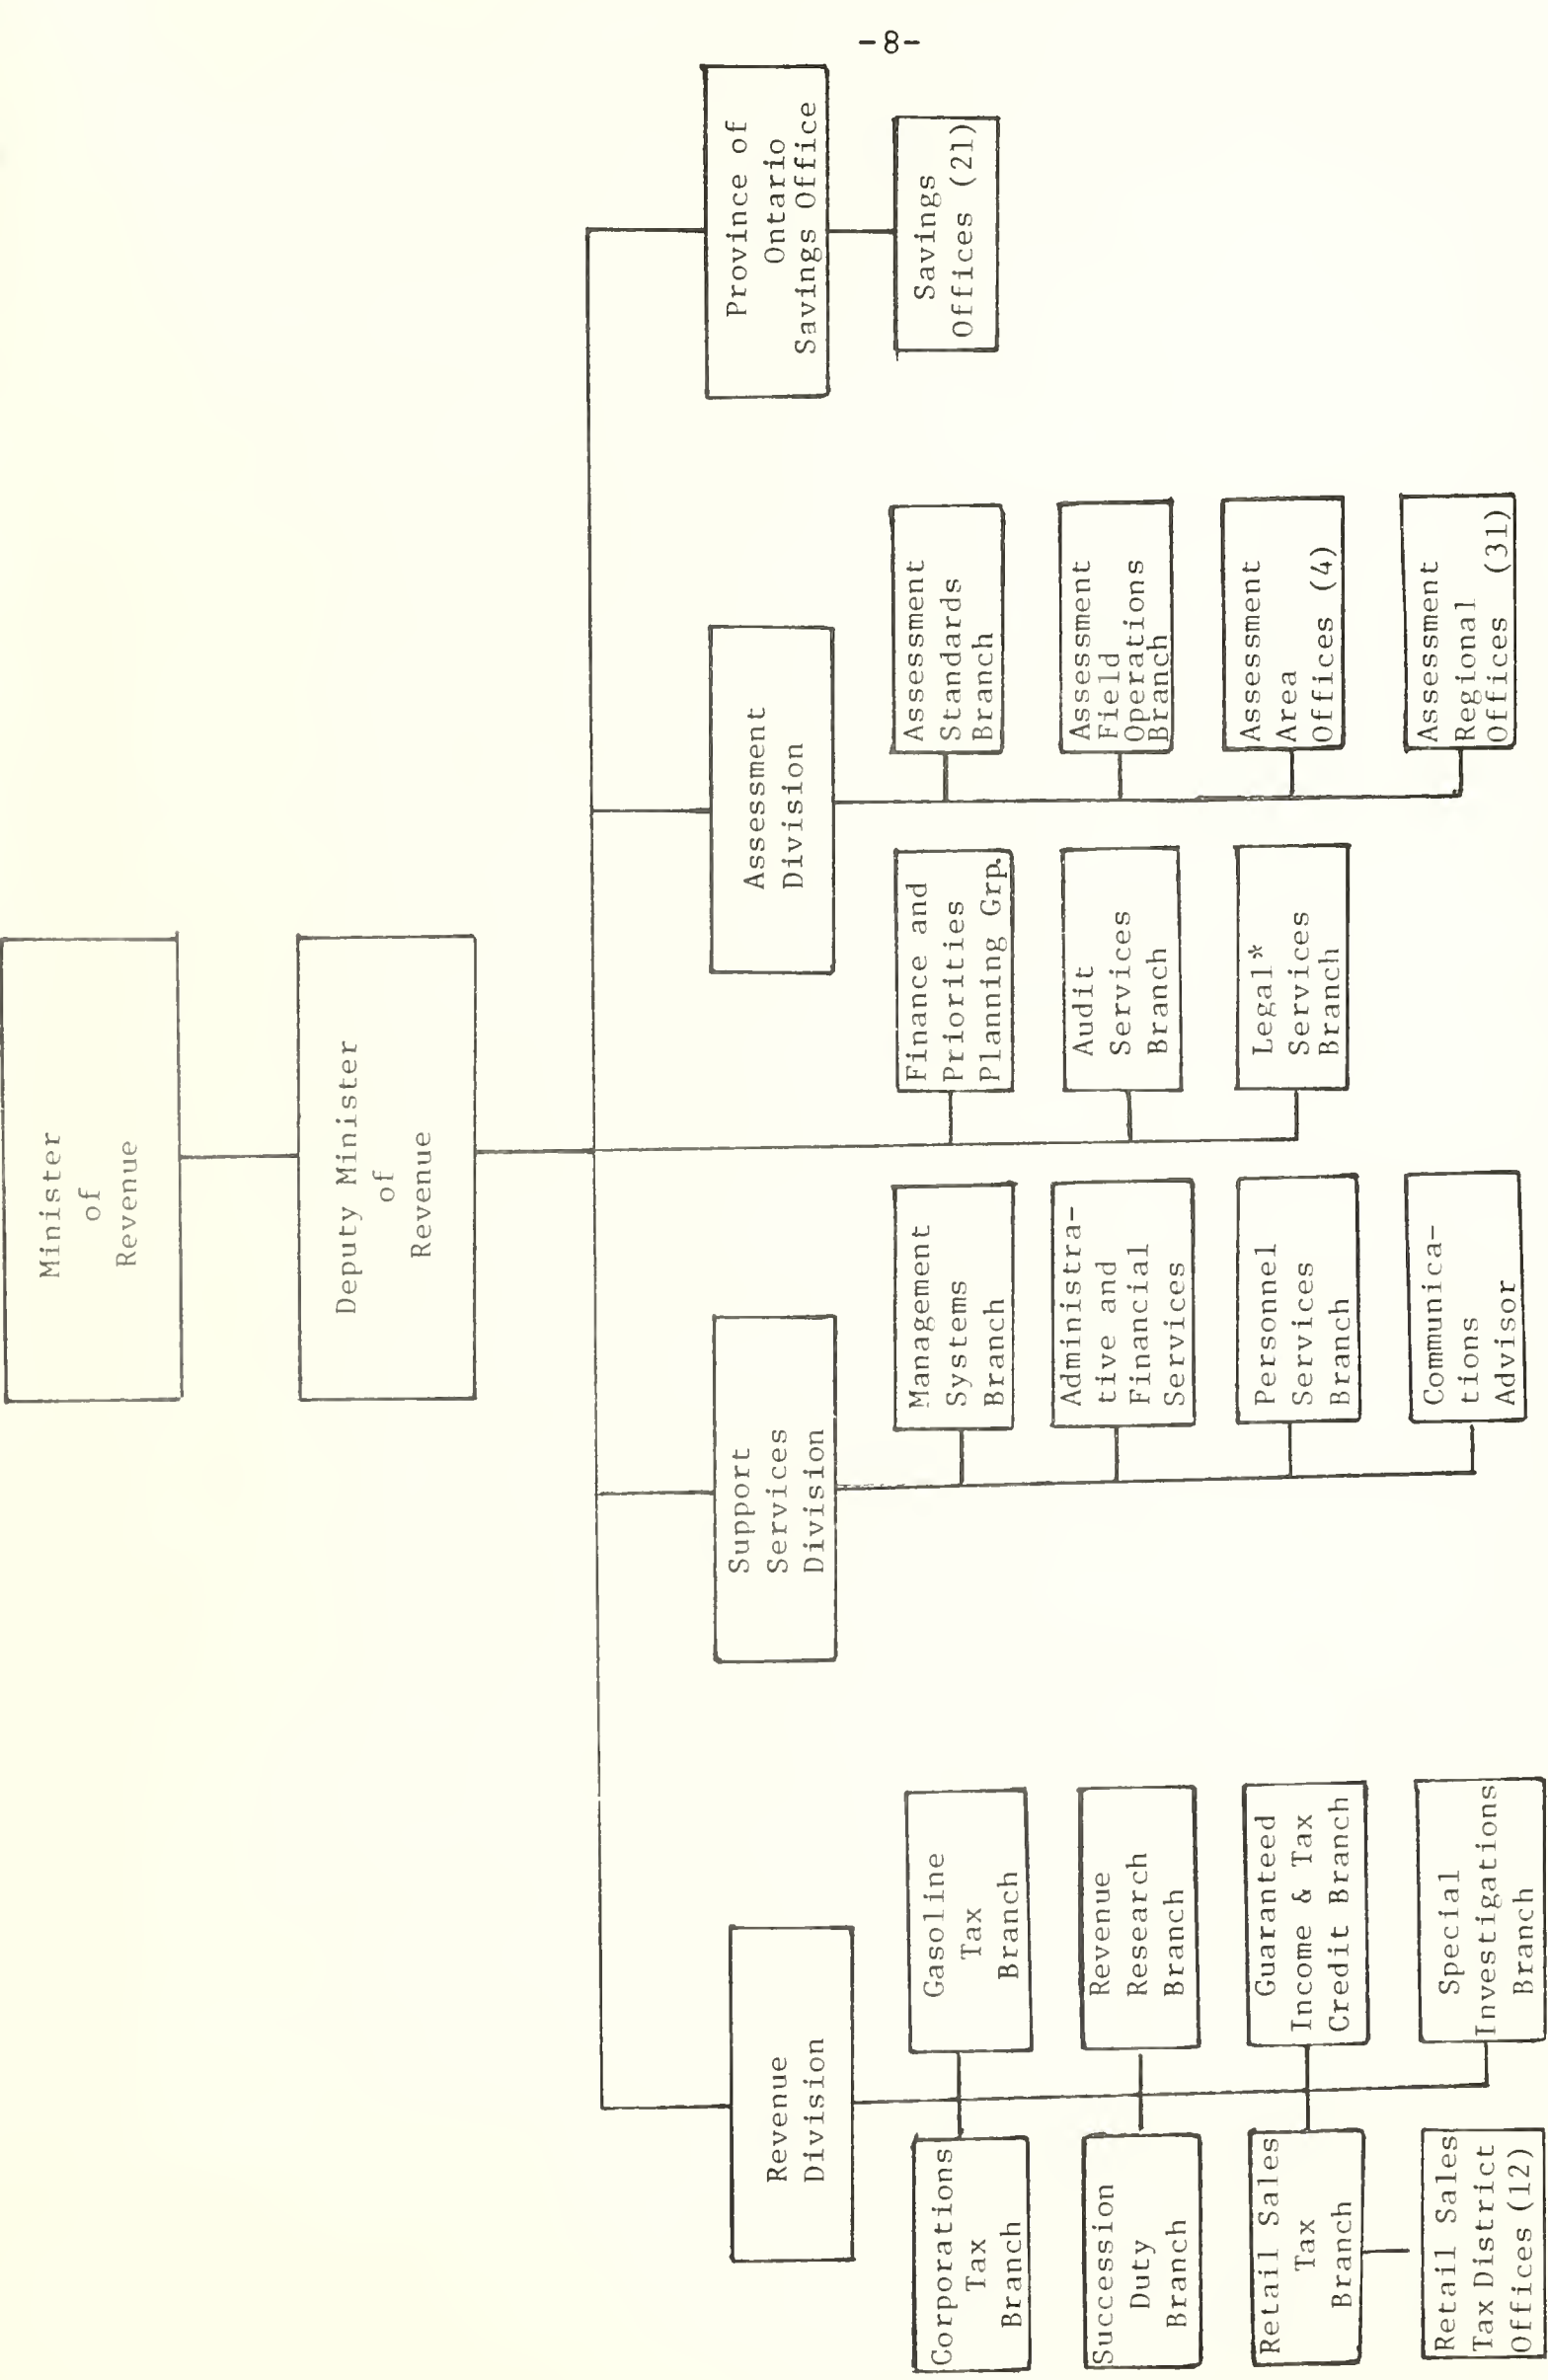 -8-
Minister
of
Revenue
Deputy Minister
of
Revenue
Revenue
Division
Support
Services
Division
Assessment
Division
Province of
Ontario
Savings Office
Corporations
Tax
Branch
Gasoline
Tax
Branch
Succession
Duty
Branch
Revenue
Research
Branch
Retail Sales
Tax
Branch
Guaranteed
Income & Tax
Credit Branch
Retail Sales
Tax District
Offices (12)
Special
Investigations
Branch
Management
Systems
Branch
Administra-
tive and
Financial
Services
Personnel
Services
Branch
Communica-
tions
Advisor
Finance and
Priorities
Planning Grp.
Audit
Services
Branch
Legal*
Services
Branch
Assessment
Standards
Branch
Assessment
Field
Operations
Branch
Assessment
Area
Offices (4)
Assessment
Regional
Offices (31)
Savings
Offices (21)